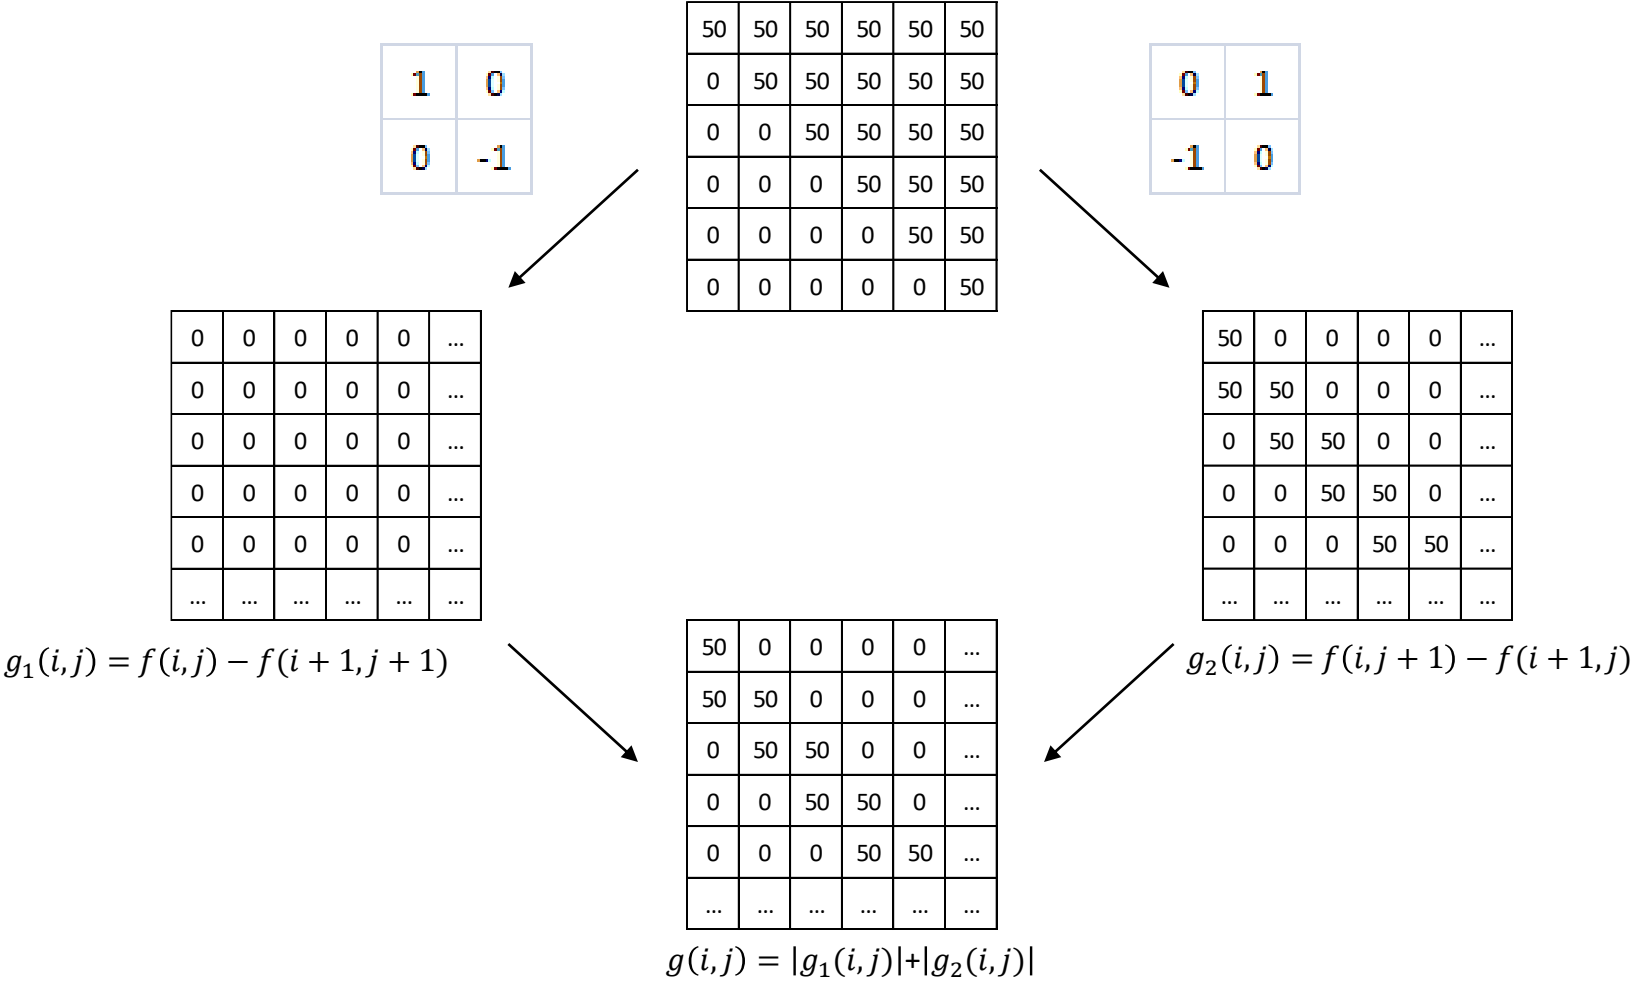 50 50 50 50 50 50
0 50 50 50 50 50
0 0 50 50 50 50
0 0 0 50 50 50
0 0 0 0 50 50
0 0 0 0 0 50
1 0
0 -1
0 1
-1 0
0 0 0 0 0 ...
0 0 0 0 0 ...
0 0 0 0 0 ...
0 0 0 0 0 ...
0 0 0 0 0 ...
... ... ... ... ... ...
g₁(i,j) = f(i,j) − f(i + 1,j + 1)
50 0 0 0 0 ...
50 50 0 0 0 ...
0 50 50 0 0 ...
0 0 50 50 0 ...
0 0 0 50 50 ...
... ... ... ... ... ...
g₂(i,j) = f(i,j + 1) − f(i + 1,j)
50 0 0 0 0 ...
50 50 0 0 0 ...
0 50 50 0 0 ...
0 0 50 50 0 ...
0 0 0 50 50 ...
... ... ... ... ... ...
g(i,j) = |g₁(i,j)|+|g₂(i,j)|